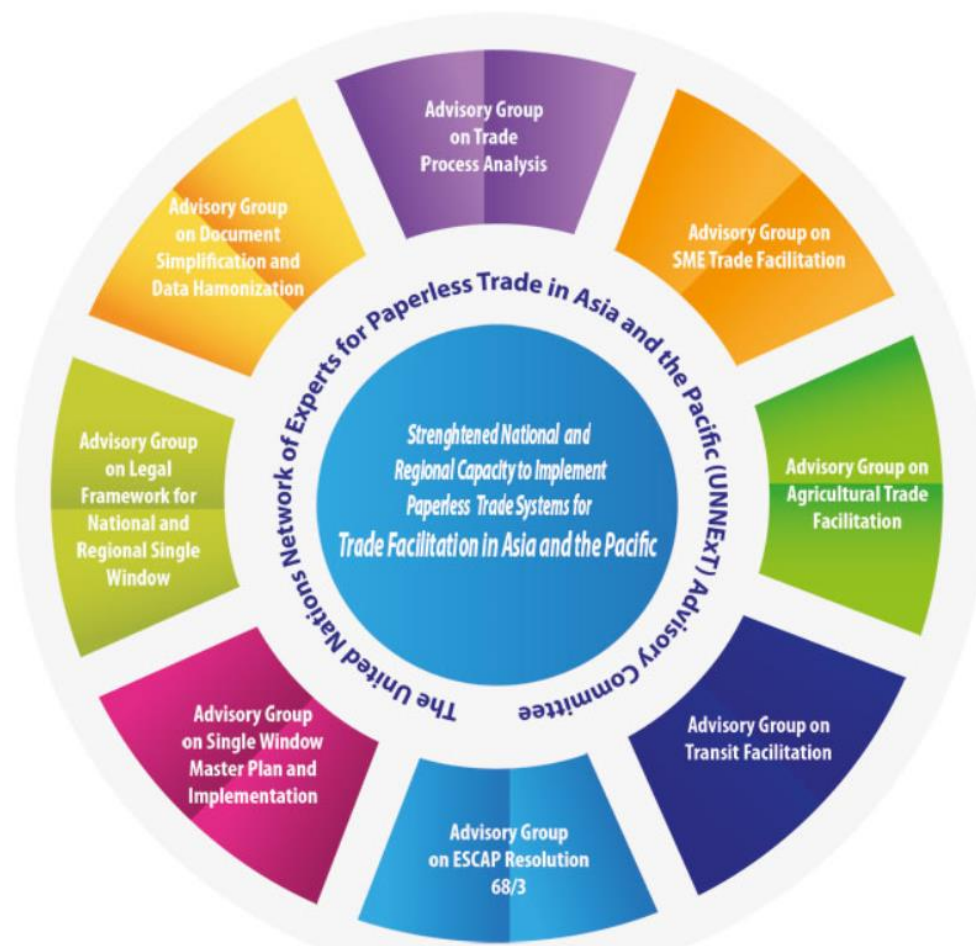 Advisory Group
on Trade
Process Analysis
Advisory Group on
SME Trade Facilitation
Advisory Group on
Agricultural Trade
Facilitation
Advisory Group on
Transit Facilitation
Advisory Group
on ESCAP Resolution
68/3
Advisory Group
on Single Window
Master Plan and
Implementation
Advisory Group
on Legal
Framework for
National and
Regional Single
Window
Advisory Group
on Document
Simplification and
Data Hamonization
The United Nations Network of Experts for Paperless Trade in Asia and the Pacific (UNNExT) Advisory Committee
Strenghtened National and
Regional Capacity to Implement
Paperless Trade Systems for
Trade Facilitation in Asia and the Pacific